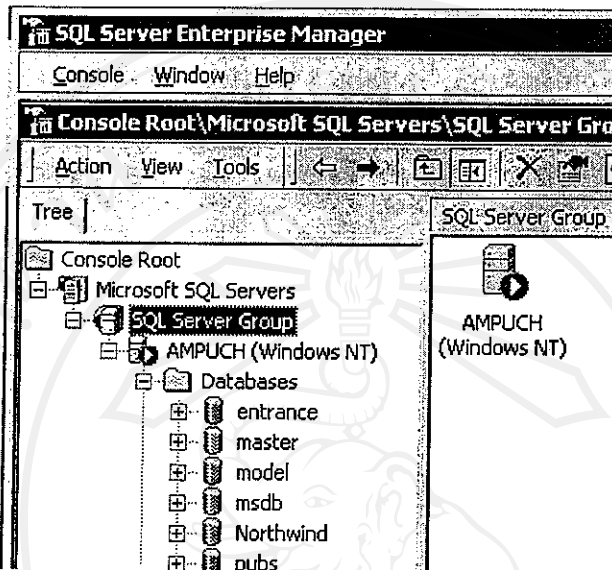 SQL Server Enterprise Manager
Console Window Help
Console Root\Microsoft SQL Servers\SQL Server Gro
Action View Tools
Tree
SQL Server Group
Console Root
Microsoft SQL Servers
SQL Server Group
AMPUCH (Windows NT)
Databases
entrance
master
model
msdb
Northwind
pubs
AMPUCH
(Windows NT)